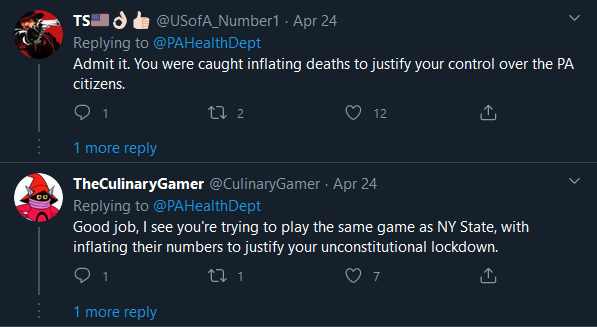 TS🇺🇸👌🏻👍🏻 @USofA_Number1 · Apr 24
Replying to @PAHealthDept
Admit it. You were caught inflating deaths to justify your control over the PA
citizens.
1 2 12
1 more reply
TheCulinaryGamer @CulinaryGamer · Apr 24
Replying to @PAHealthDept
Good job, I see you're trying to play the same game as NY State, with
inflating their numbers to justify your unconstitutional lockdown.
1 1 7
1 more reply